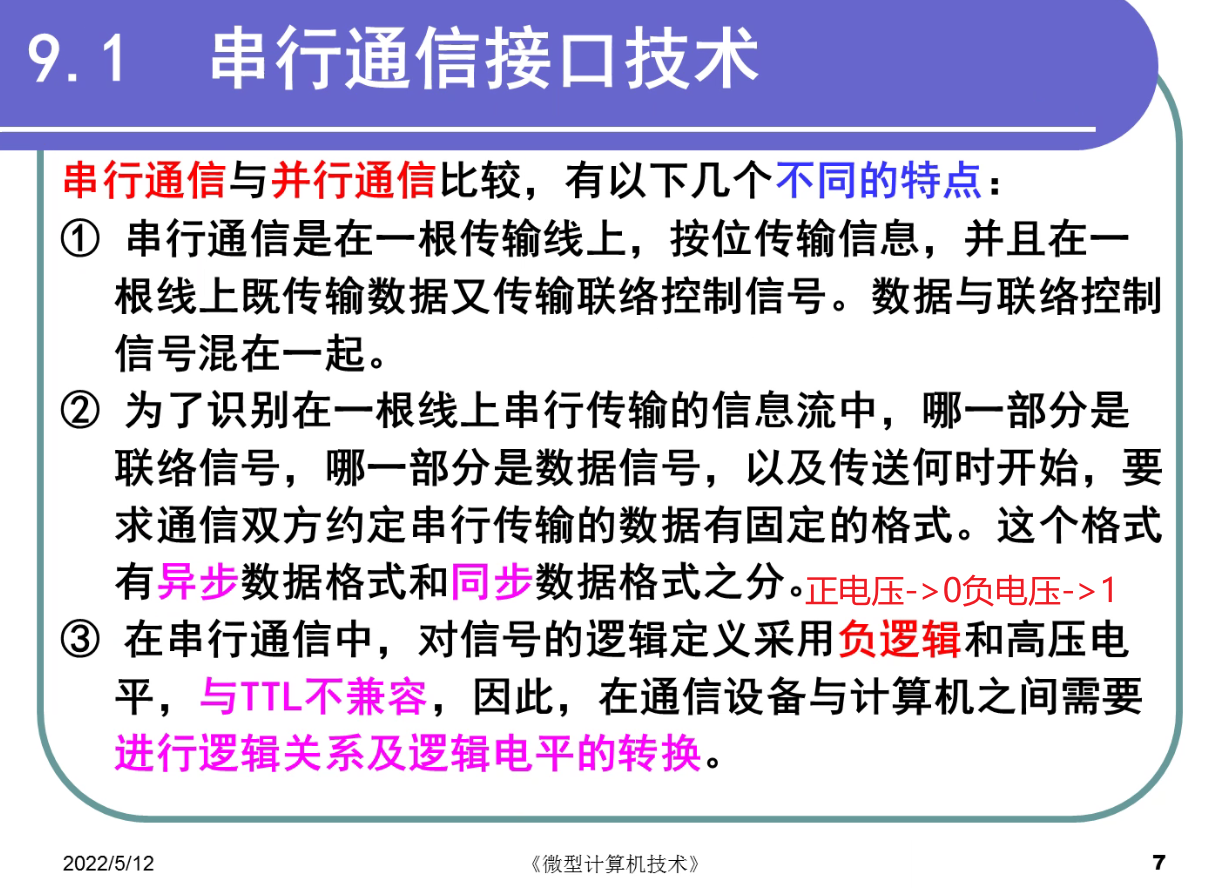 9.1 串行通信接口技术
串行通信与并行通信比较，有以下几个不同的特点：
① 串行通信是在一根传输线上，按位传输信息，并且在一
根线上既传输数据又传输联络控制信号。数据与联络控制
信号混在一起。
② 为了识别在一根线上串行传输的信息流中，哪一部分是
联络信号，哪一部分是数据信号，以及传送何时开始，要
求通信双方约定串行传输的数据有固定的格式。这个格式
有异步数据格式和同步数据格式之分。
正电压->0负电压->1
③ 在串行通信中，对信号的逻辑定义采用负逻辑和高压电
平，与TTL不兼容，因此，在通信设备与计算机之间需要
进行逻辑关系及逻辑电平的转换。
2022/5/12
《微型计算机技术》
7